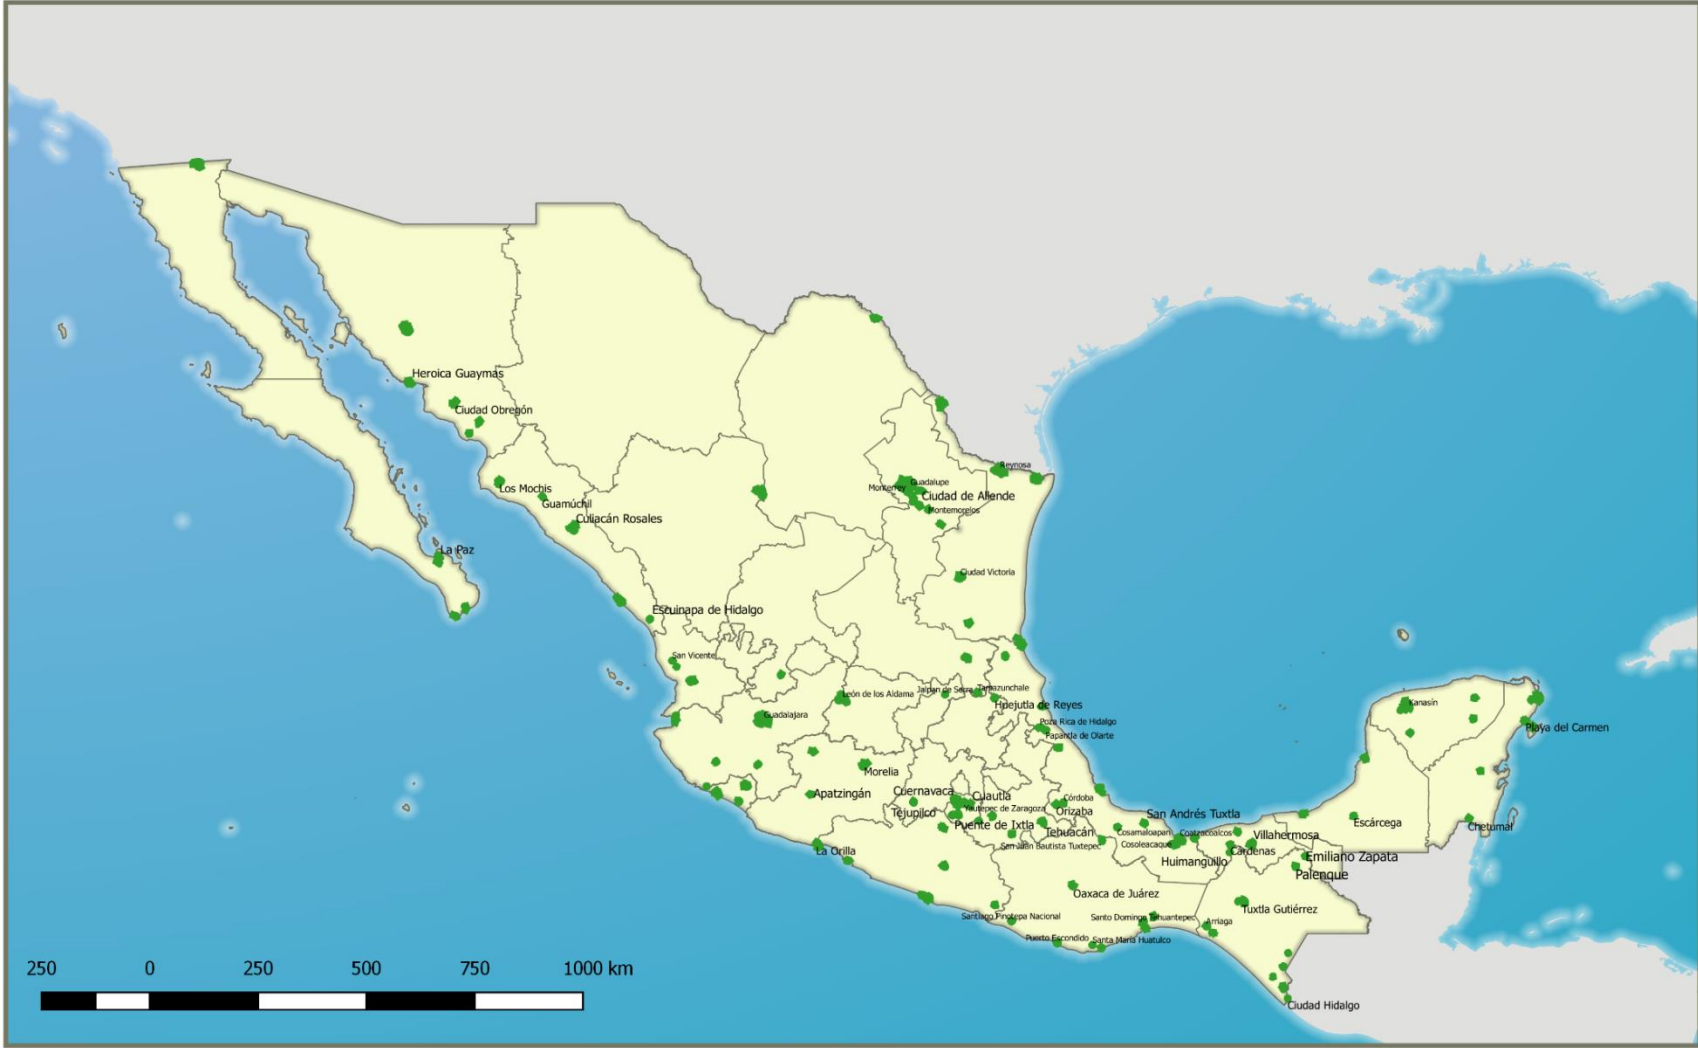 Heroica Guaymas
Ciudad Obregón
Reynosa
Guadalupe
Monterrey
Ciudad de Allende
Los Mochis
Guamúchil
Montemorelos
Culiacán Rosales
La Paz
Ciudad Victoria
Escuinapa de Hidalgo
San Vicente
León de los Aldama
Jalpan de Serra
Tamazunchale
Huejutla de Reyes
Kanasín
Guadalajara
Poza Rica de Hidalgo
Playa del Carmen
Papantla de Olarte
Morelia
Apatzingán
Cuernavaca
Cuautla
Córdoba
Yautepec de Zaragoza
Tejupilco
Orizaba
San Andrés Tuxtla
Escárcega
Puente de Ixtla
Chetumal
Tehuacán
Cosamaloapan
Coatzacoalcos
Villahermosa
San Juan Bautista Tuxtepec
Cosoleacaque
La Orilla
Cárdenas
Huimanguillo
Emiliano Zapata
Palenque
Oaxaca de Juárez
Tuxtla Gutiérrez
Santiago Pinotepa Nacional
Santo Domingo Tehuantepec
Arriaga
Puerto Escondido
Santa María Huatulco
250 0 250 500 750 1000 km
Ciudad Hidalgo